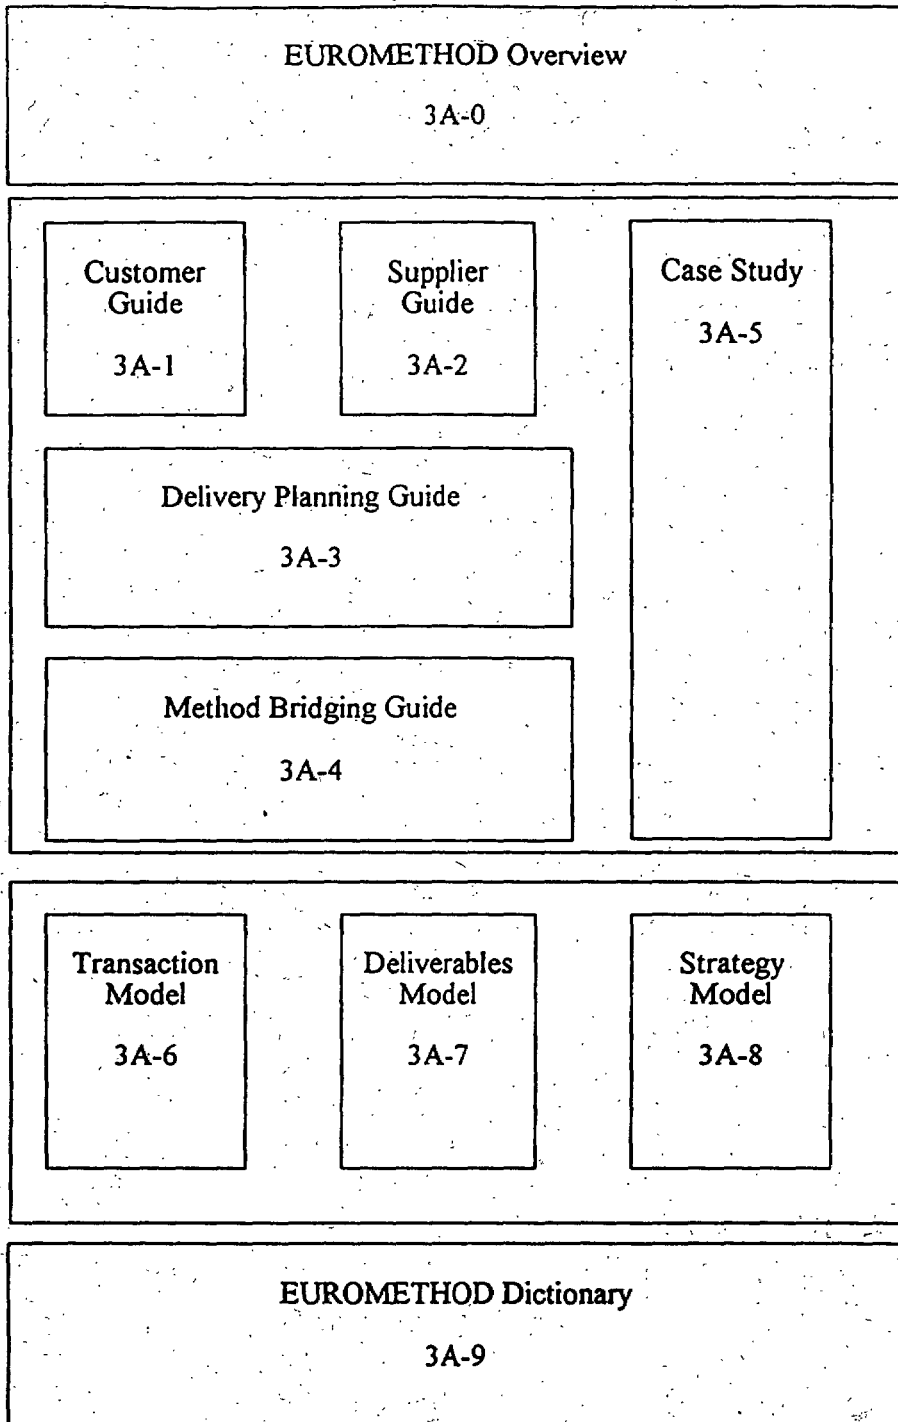 EUROMETHOD Overview
3A-0
Customer
Guide
3A-1
Supplier
Guide
3A-2
Case Study
3A-5
Delivery Planning Guide
3A-3
Method Bridging Guide
3A-4
Transaction
Model
3A-6
Deliverables
Model
3A-7
Strategy
Model
3A-8
EUROMETHOD Dictionary
3A-9